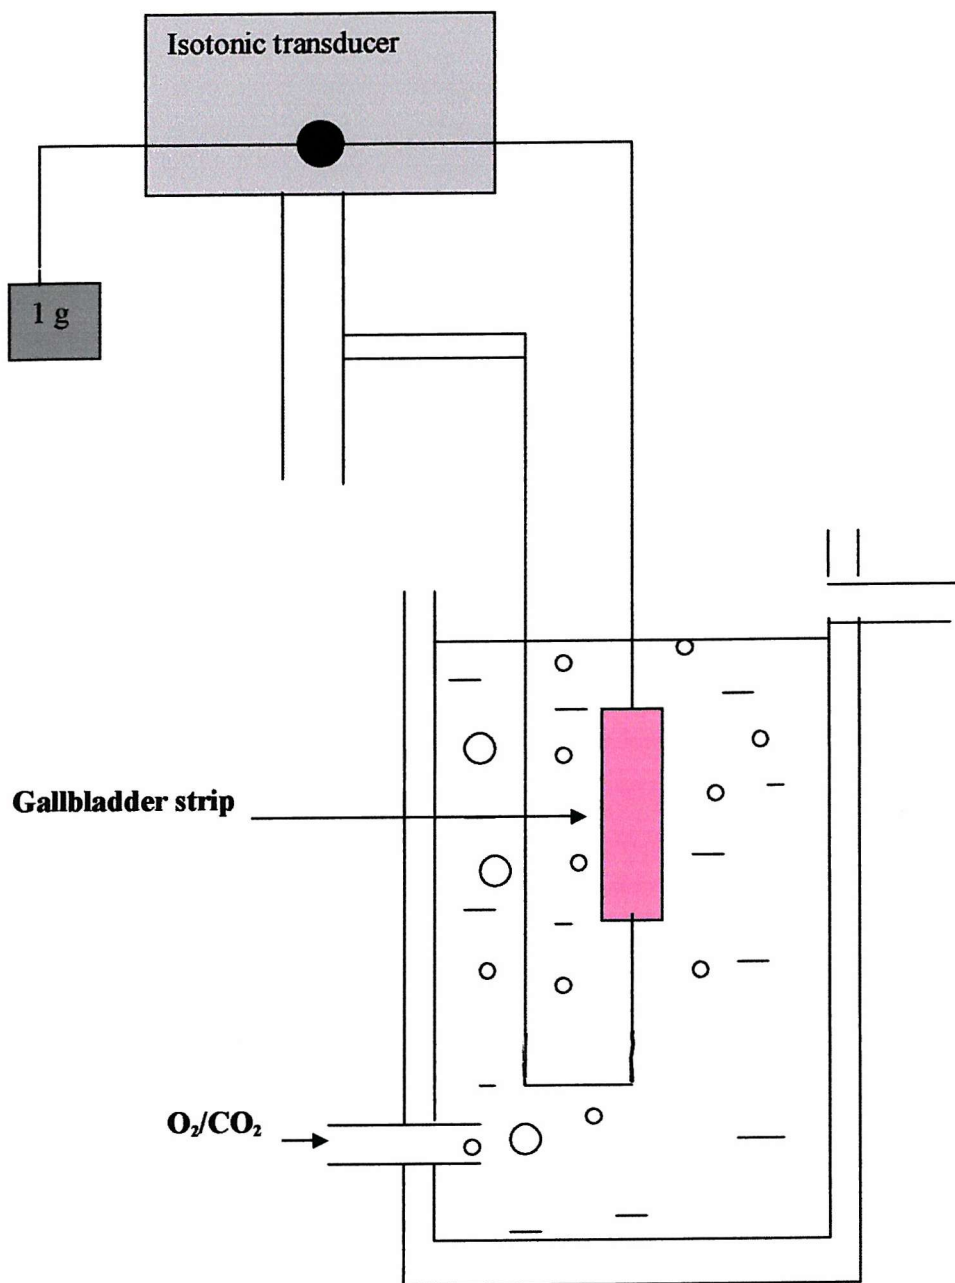 Isotonic transducer
1 g
Gallbladder strip
O₂/CO₂